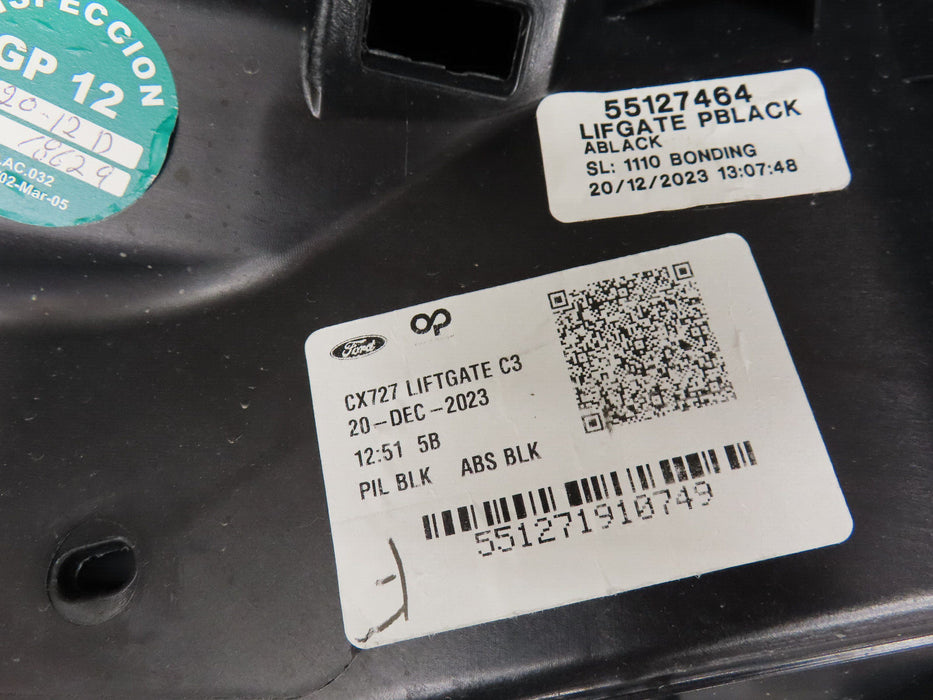 SPECCION
GP 12
20-12 D
18629
.AC.032
02-Mar-05
55127464
LIFGATE PBLACK
ABLACK
SL: 1110 BONDING
20/12/2023 13:07:48
Ford
OP
CX727 LIFTGATE C3
20-DEC-2023
12:51 5B
PIL BLK ABS BLK
551271910749